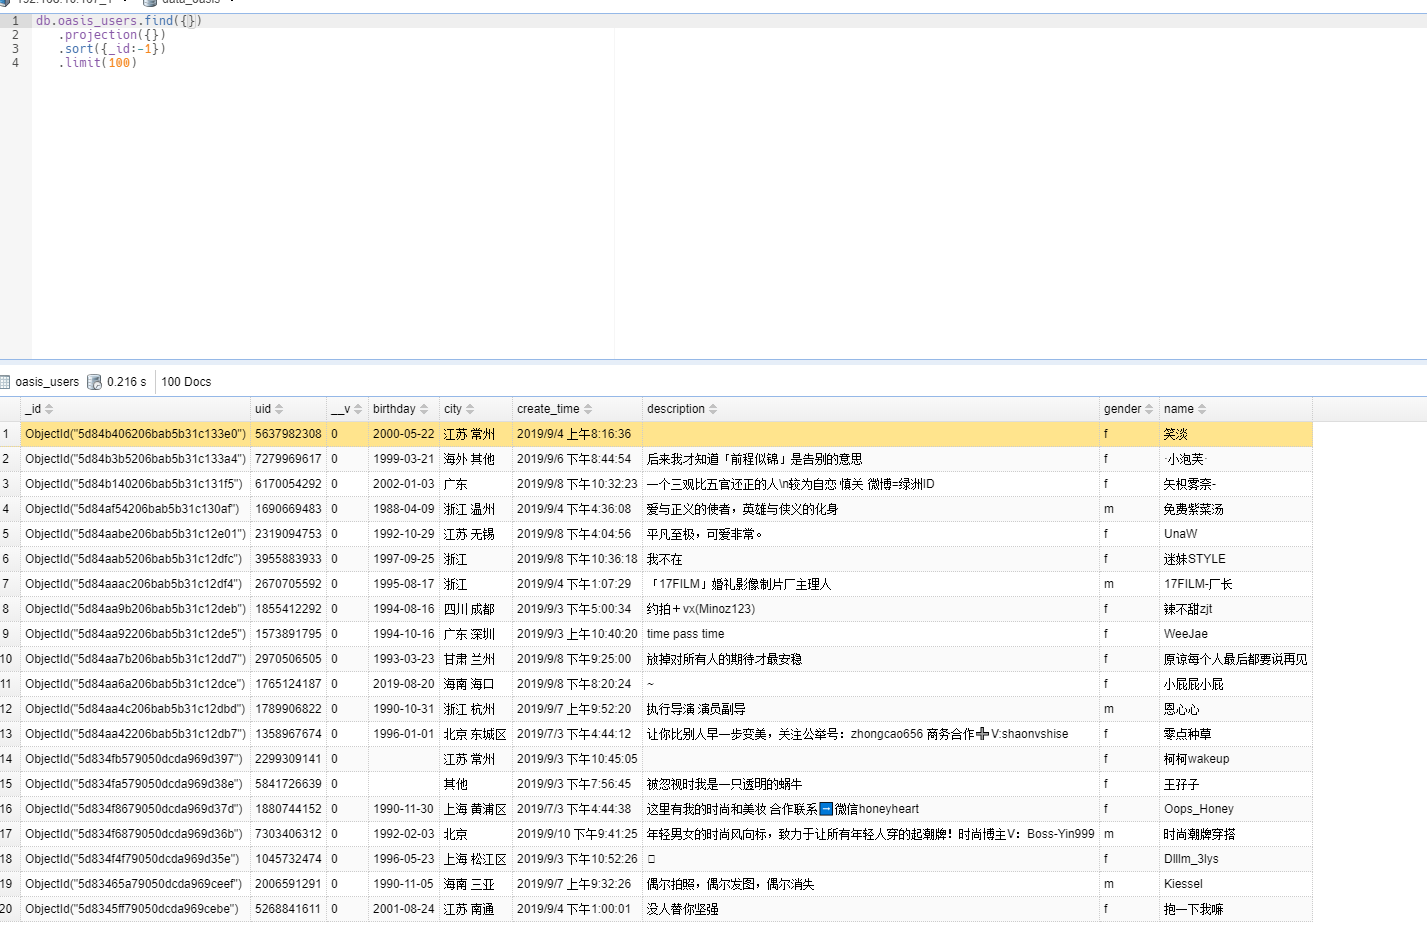 192.168.10.107_1 data_oasis
1 db.oasis_users.find({})
2 .projection({})
3 .sort({_id:-1})
4 .limit(100)
oasis_users 0.216 s 100 Docs
_id uid __v birthday city create_time description gender name
1 ObjectId("5d84b406206bab5b31c133e0") 5637982308 0 2000-05-22 江苏 常州 2019/9/4 上午8:16:36 f 笑淡
2 ObjectId("5d84b3b5206bab5b31c133a4") 7279969617 0 1999-03-21 海外 其他 2019/9/6 下午8:44:54 后来我才知道「前程似锦」是告别的意思 f ·小泡芙·
3 ObjectId("5d84b140206bab5b31c131f5") 6170054292 0 2002-01-03 广东 2019/9/8 下午10:32:23 一个三观比五官还正的人\n较为自恋 慎关 微博=绿洲ID f 矢枳雾奈-
4 ObjectId("5d84af54206bab5b31c130af") 1690669483 0 1988-04-09 浙江 温州 2019/9/4 下午4:36:08 爱与正义的使者，英雄与侠义的化身 m 免费紫菜汤
5 ObjectId("5d84aabe206bab5b31c12e01") 2319094753 0 1992-10-29 江苏 无锡 2019/9/8 下午4:04:56 平凡至极，可爱非常。 f UnaW
6 ObjectId("5d84aab5206bab5b31c12dfc") 3955883933 0 1997-09-25 浙江 2019/9/8 下午10:36:18 我不在 f 迷妹STYLE
7 ObjectId("5d84aaac206bab5b31c12df4") 2670705592 0 1995-08-17 浙江 2019/9/4 下午1:07:29 「17FILM」婚礼影像制片厂主理人 m 17FILM-厂长
8 ObjectId("5d84aa9b206bab5b31c12deb") 1855412292 0 1994-08-16 四川 成都 2019/9/3 下午5:00:34 约拍＋vx(Minoz123) f 辣不甜zjt
9 ObjectId("5d84aa92206bab5b31c12de5") 1573891795 0 1994-10-16 广东 深圳 2019/9/3 上午10:40:20 time pass time f WeeJae
10 ObjectId("5d84aa7b206bab5b31c12dd7") 2970506505 0 1993-03-23 甘肃 兰州 2019/9/8 下午9:25:00 放掉对所有人的期待才最安稳 f 原谅每个人最后都要说再见
11 ObjectId("5d84aa6a206bab5b31c12dce") 1765124187 0 2019-08-20 海南 海口 2019/9/8 下午8:20:24 ~ f 小屁屁小屁
12 ObjectId("5d84aa4c206bab5b31c12dbd") 1789906822 0 1990-10-31 浙江 杭州 2019/9/7 上午9:52:20 执行导演 演员副导 m 恩心心
13 ObjectId("5d84aa42206bab5b31c12db7") 1358967674 0 1996-01-01 北京 东城区 2019/7/3 下午4:44:12 让你比别人早一步变美，关注公举号：zhongcao656 商务合作➕V:shaonvshise f 零点种草
14 ObjectId("5d834fb579050dcda969d397") 2299309141 0 江苏 常州 2019/9/3 下午10:45:05 f 柯柯wakeup
15 ObjectId("5d834fa579050dcda969d38e") 5841726639 0 其他 2019/9/3 下午7:56:45 被忽视时我是一只透明的蜗牛 f 王孖子
16 ObjectId("5d834f8679050dcda969d37d") 1880744152 0 1990-11-30 上海 黄浦区 2019/7/3 下午4:44:38 这里有我的时尚和美妆 合作联系➡微信honeyheart f Oops_Honey
17 ObjectId("5d834f6879050dcda969d36b") 7303406312 0 1992-02-03 北京 2019/9/10 下午9:41:25 年轻男女的时尚风向标，致力于让所有年轻人穿的起潮牌！时尚博主V：Boss-Yin999 m 时尚潮牌穿搭
18 ObjectId("5d834f4f79050dcda969d35e") 1045732474 0 1996-05-23 上海 松江区 2019/9/3 下午10:52:26 f Dlllm_3lys
19 ObjectId("5d83465a79050dcda969ceef") 2006591291 0 1990-11-05 海南 三亚 2019/9/7 上午9:32:26 偶尔拍照，偶尔发图，偶尔消失 m Kiessel
20 ObjectId("5d8345ff79050dcda969cebe") 5268841611 0 2001-08-24 江苏 南通 2019/9/4 下午1:00:01 没人替你坚强 f 抱一下我嘛